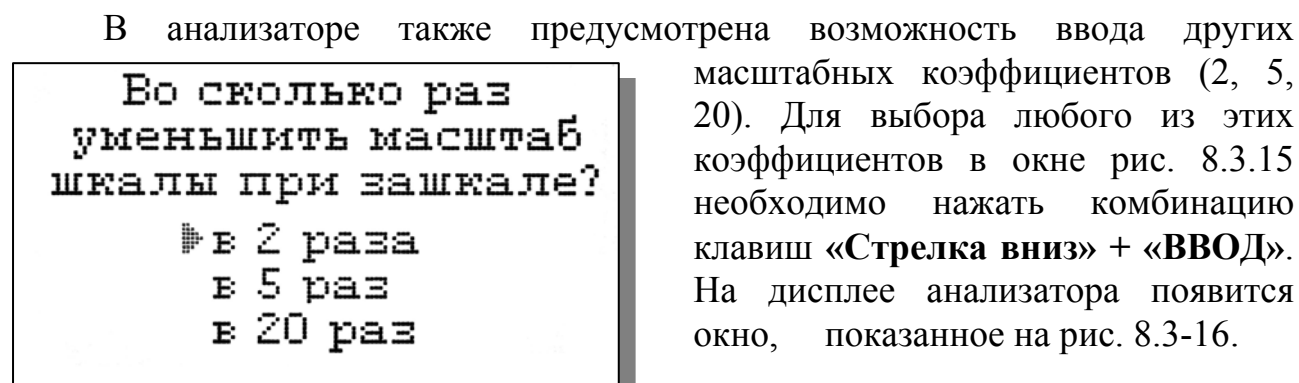 В анализаторе также предусмотрена возможность ввода других
Во сколько раз
уменьшить масштаб
шкалы при зашкале?
в 2 раза
в 5 раз
в 20 раз
масштабных коэффициентов (2, 5,
20). Для выбора любого из этих
коэффициентов в окне рис. 8.3.15
необходимо нажать комбинацию
клавиш «Стрелка вниз» + «ВВОД».
На дисплее анализатора появится
окно, показанное на рис. 8.3-16.